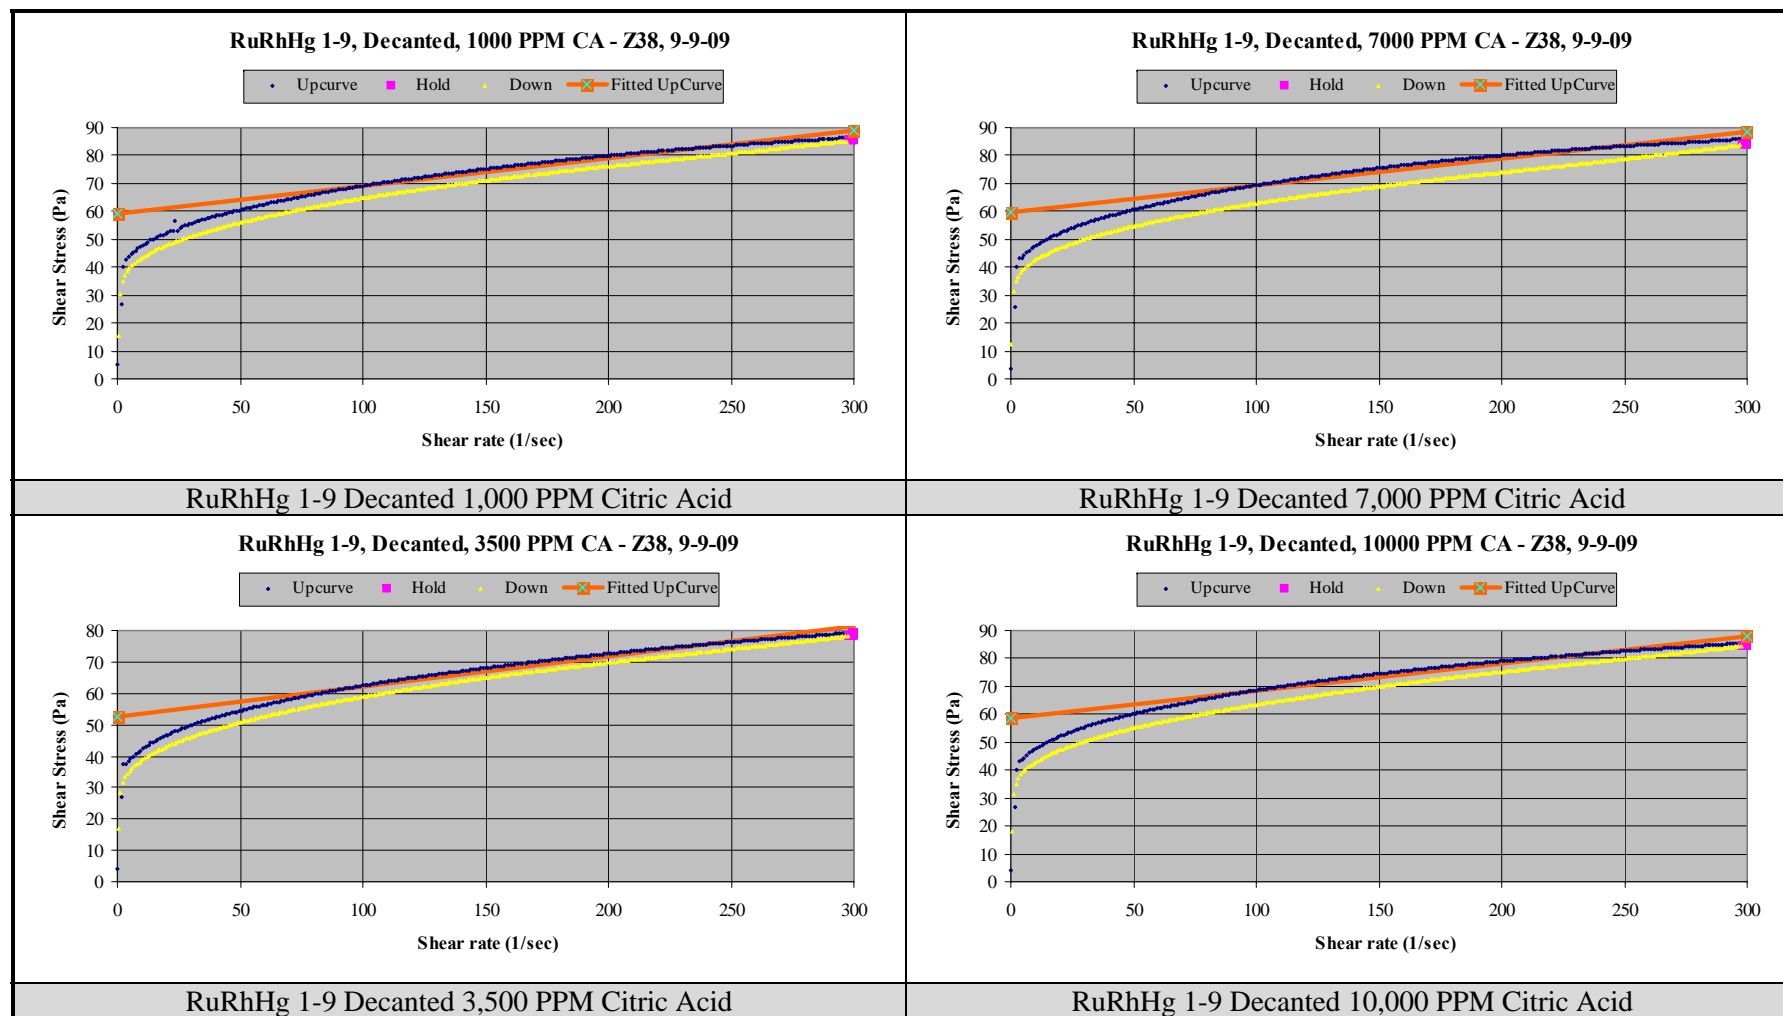 RuRhHg 1-9, Decanted, 1000 PPM CA - Z38, 9-9-09
Upcurve Hold Down Fitted UpCurve
90
80
70
60
50
40
30
20
10
0
Shear Stress (Pa)
0 50 100 150 200 250 300
Shear rate (1/sec)
RuRhHg 1-9 Decanted 1,000 PPM Citric Acid
RuRhHg 1-9, Decanted, 7000 PPM CA - Z38, 9-9-09
Upcurve Hold Down Fitted UpCurve
90
80
70
60
50
40
30
20
10
0
Shear Stress (Pa)
0 50 100 150 200 250 300
Shear rate (1/sec)
RuRhHg 1-9 Decanted 7,000 PPM Citric Acid
RuRhHg 1-9, Decanted, 3500 PPM CA - Z38, 9-9-09
Upcurve Hold Down Fitted UpCurve
80
70
60
50
40
30
20
10
0
Shear Stress (Pa)
0 50 100 150 200 250 300
Shear rate (1/sec)
RuRhHg 1-9 Decanted 3,500 PPM Citric Acid
RuRhHg 1-9, Decanted, 10000 PPM CA - Z38, 9-9-09
Upcurve Hold Down Fitted UpCurve
90
80
70
60
50
40
30
20
10
0
Shear Stress (Pa)
0 50 100 150 200 250 300
Shear rate (1/sec)
RuRhHg 1-9 Decanted 10,000 PPM Citric Acid